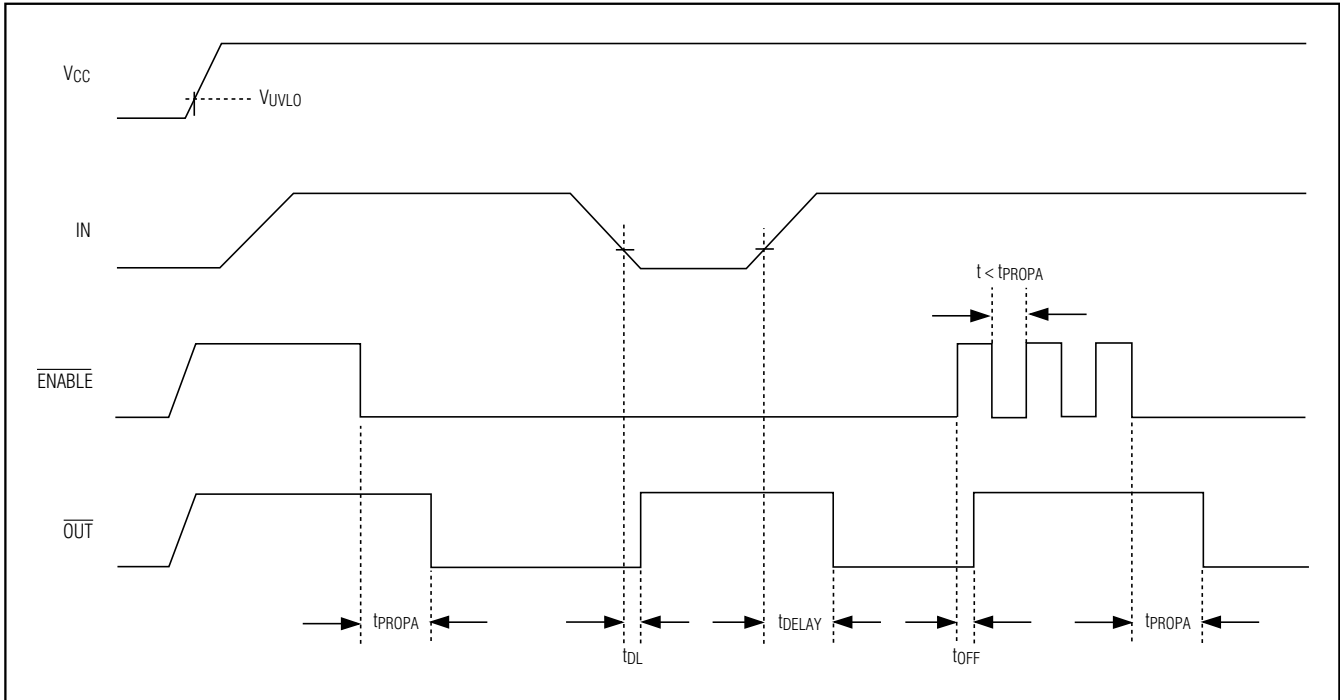 VCC
VUVLO
IN
t < tPROPA
ENABLE
OUT
tPROPA
tDL
tDELAY
tOFF
tPROPA